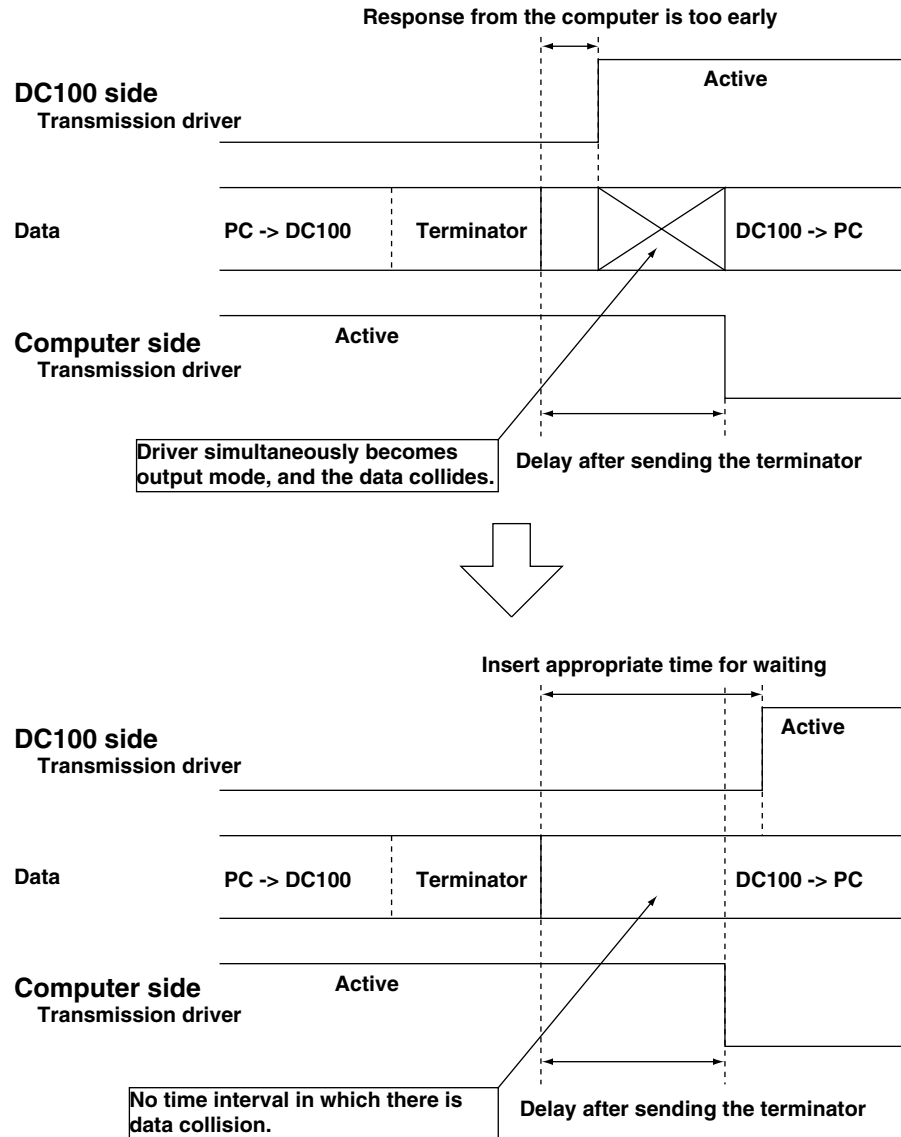 Response from the computer is too early
Active
DC100 side
Transmission driver
Data
PC -> DC100
Terminator
DC100 -> PC
Active
Computer side
Transmission driver
Driver simultaneously becomes
output mode, and the data collides.
Delay after sending the terminator
Insert appropriate time for waiting
Active
DC100 side
Transmission driver
Data
PC -> DC100
Terminator
DC100 -> PC
Active
Computer side
Transmission driver
No time interval in which there is
data collision.
Delay after sending the terminator